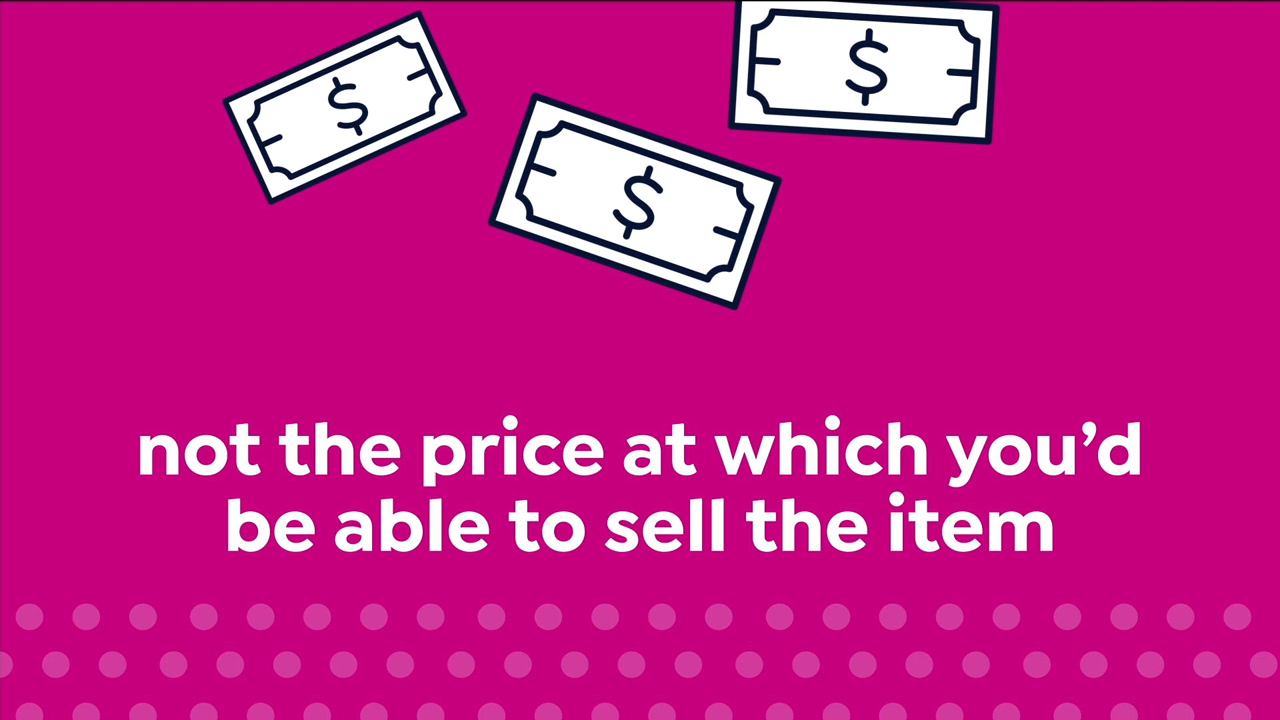 $
$
$
not the price at which you’d
be able to sell the item